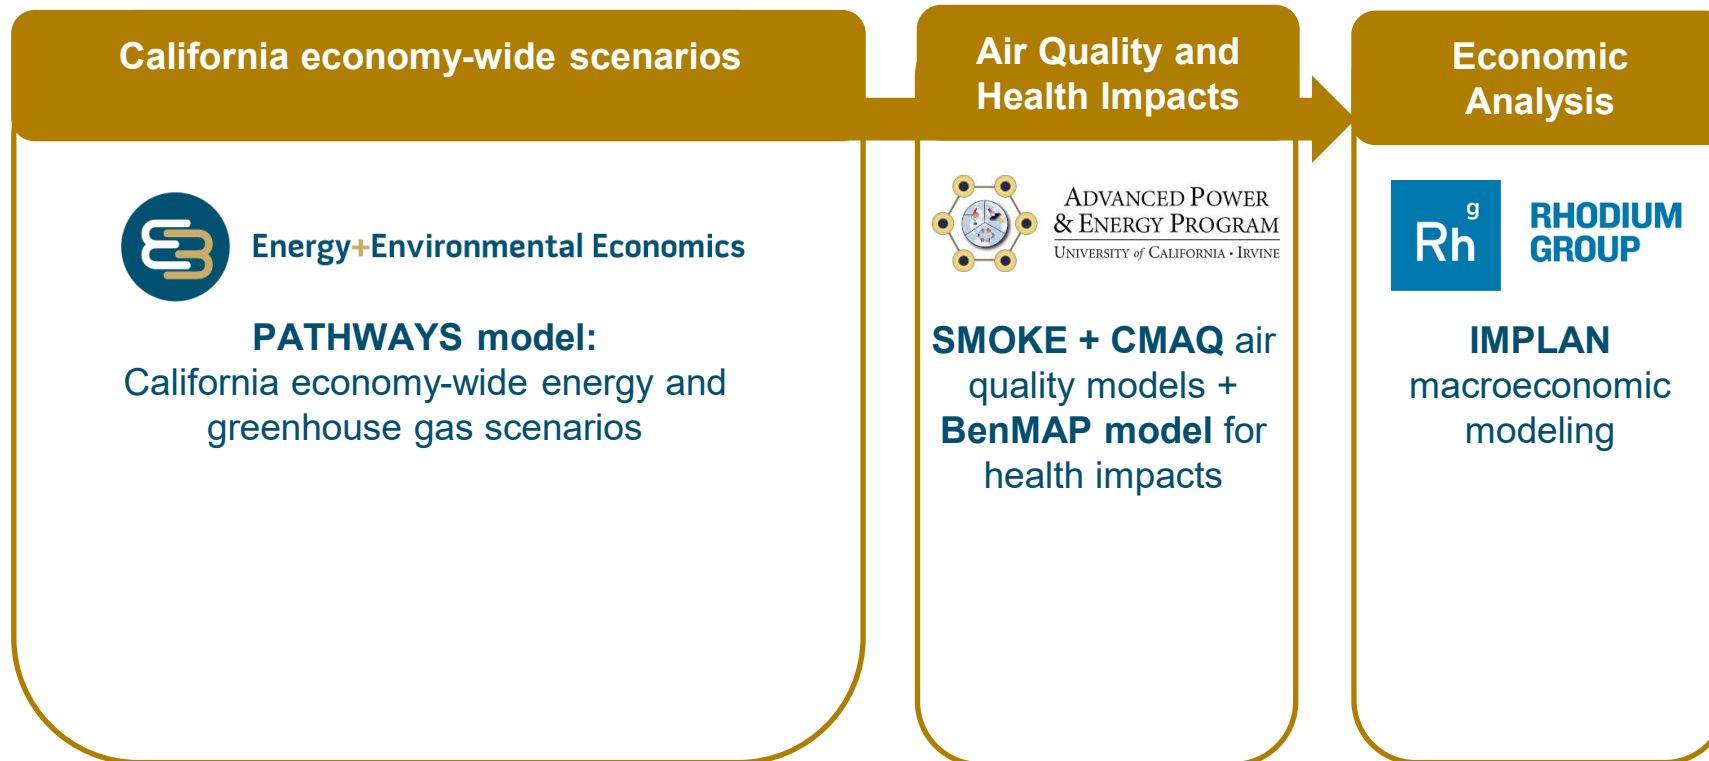 California economy-wide scenarios
Energy+Environmental Economics
PATHWAYS model:
California economy-wide energy and
greenhouse gas scenarios
Air Quality and
Health Impacts
ADVANCED POWER
& ENERGY PROGRAM
UNIVERSITY of CALIFORNIA • IRVINE
SMOKE + CMAQ air
quality models +
BenMAP model for
health impacts
Economic
Analysis
Rhg
RHODIUM
GROUP
IMPLAN
macroeconomic
modeling